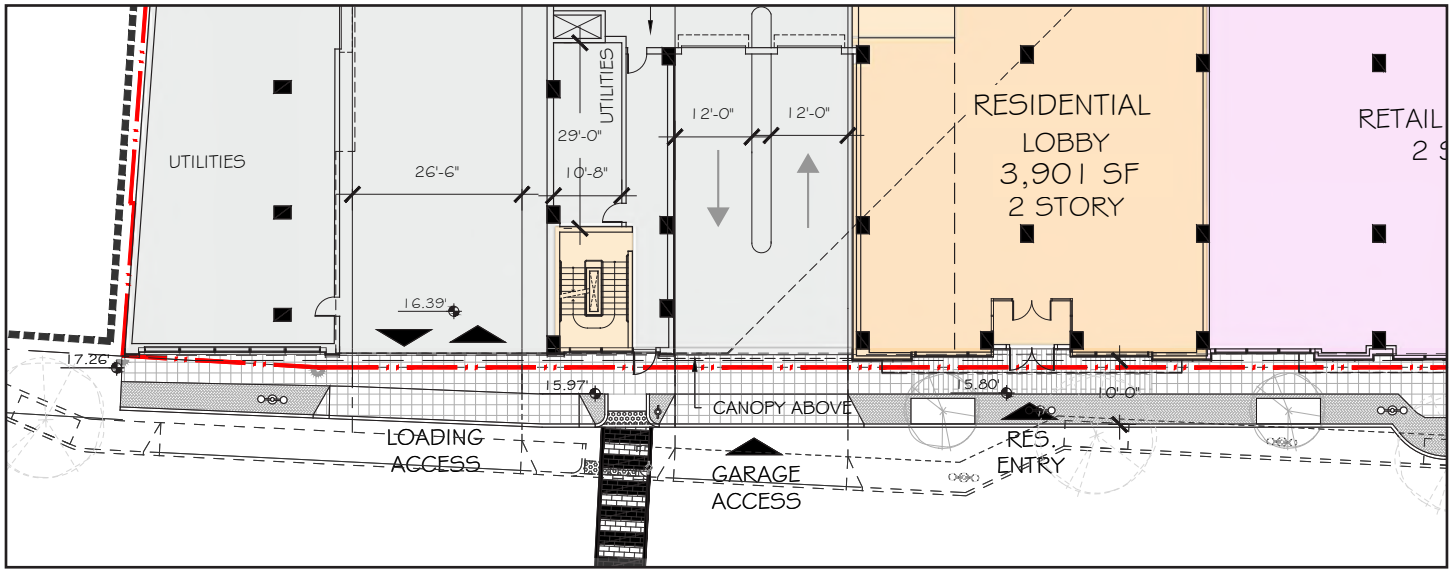 UTILITIES
26'-6"
UTILITIES
29'-0"
10'-8"
12'-0"
12'-0"
RESIDENTIAL
LOBBY
3,901 SF
2 STORY
RETAIL
2
16.39'
17.26'
15.97'
15.80'
10'-0"
CANOPY ABOVE
LOADING
ACCESS
GARAGE
ACCESS
RES.
ENTRY